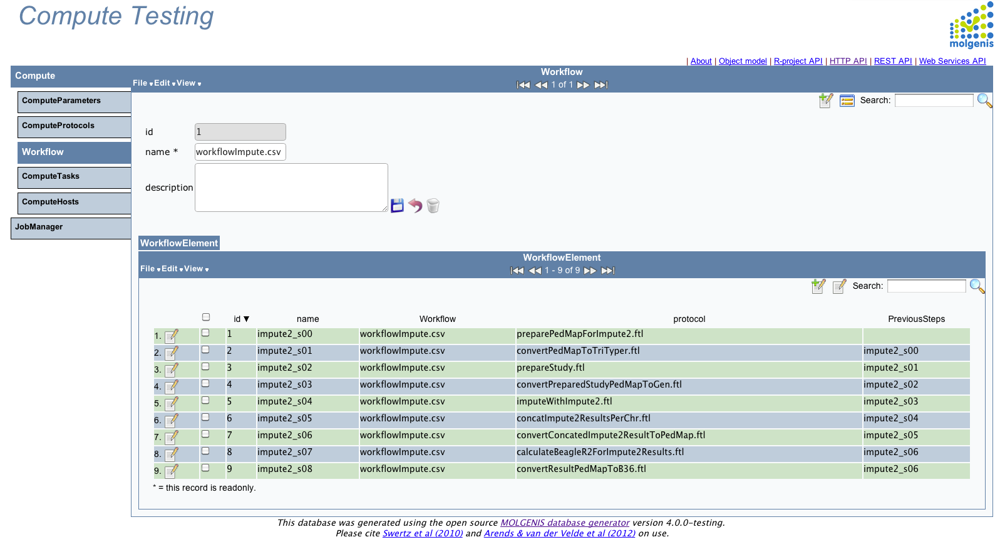 Compute Testing
molgenis
| About | Object model | R-project API | HTTP API | REST API | Web Services API
Compute
Workflow
File Edit View
1 of 1
ComputeParameters
ComputeProtocols
Workflow
ComputeTasks
ComputeHosts
JobManager
Search:
id 1
name * workflowImpute.csv
description
WorkflowElement
WorkflowElement
File Edit View
1 - 9 of 9
Search:
id ▼ name Workflow protocol PreviousSteps
1. 1 impute2_s00 workflowImpute.csv preparePedMapForImpute2.ftl
2. 2 impute2_s01 workflowImpute.csv convertPedMapToTriTyper.ftl impute2_s00
3. 3 impute2_s02 workflowImpute.csv prepareStudy.ftl impute2_s01
4. 4 impute2_s03 workflowImpute.csv convertPreparedStudyPedMapToGen.ftl impute2_s02
5. 5 impute2_s04 workflowImpute.csv imputeWithImpute2.ftl impute2_s03
6. 6 impute2_s05 workflowImpute.csv concatImpute2ResultsPerChr.ftl impute2_s04
7. 7 impute2_s06 workflowImpute.csv convertConcatedImpute2ResultToPedMap.ftl impute2_s05
8. 8 impute2_s07 workflowImpute.csv calculateBeagleR2ForImpute2Results.ftl impute2_s06
9. 9 impute2_s08 workflowImpute.csv convertResultPedMapToB36.ftl impute2_s06
* = this record is readonly.
This database was generated using the open source MOLGENIS database generator version 4.0.0-testing.
Please cite Swertz et al (2010) and Arends & van der Velde et al (2012) on use.